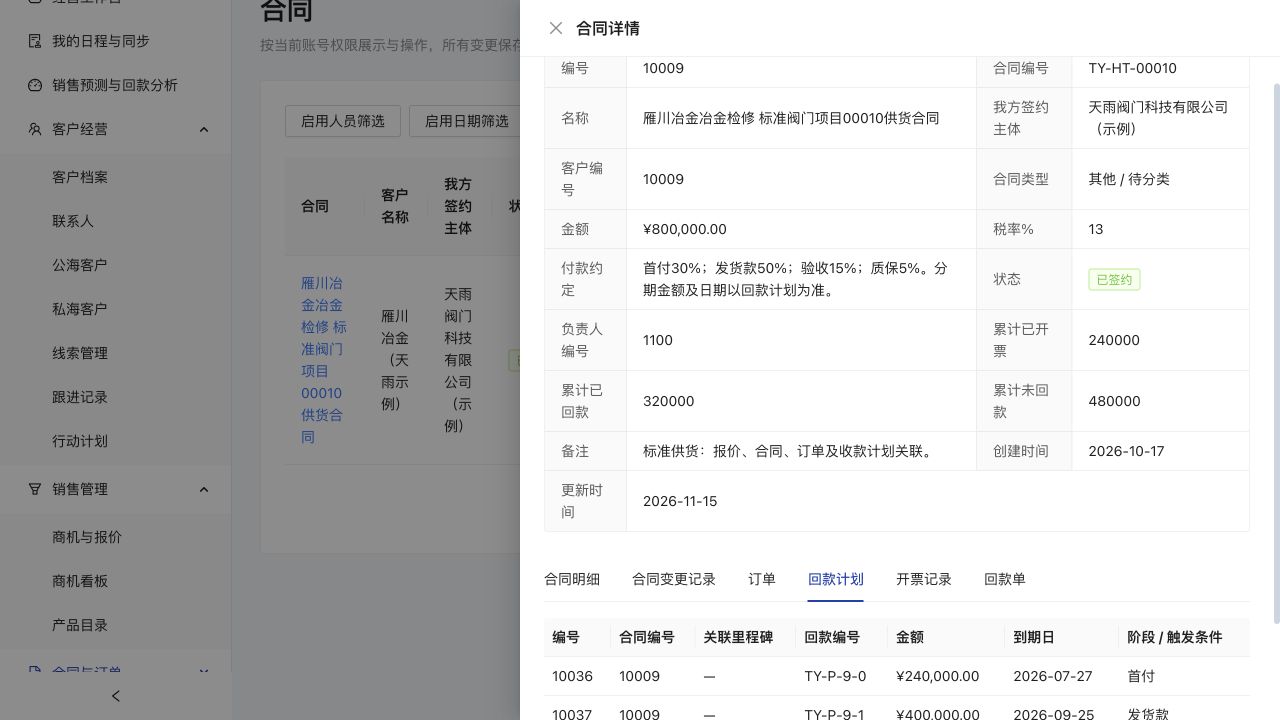 经营工作台
我的日程与同步
销售预测与回款分析
客户经营
客户档案
联系人
公海客户
私海客户
线索管理
跟进记录
行动计划
销售管理
商机与报价
商机看板
产品目录
合同与订单
合同
按当前账号权限展示与操作，所有变更保存
启用人员筛选
启用日期筛选
合同
客户
名称
我方
签约
主体
状
雁川冶
金冶金
检修 标
准阀门
项目
00010
供货合
同
雁川
冶金
（天
雨示
例）
天雨
阀门
科技
有限
公司
（示
例）
合同详情
编号 10009 合同编号 TY-HT-00010
名称 雁川冶金冶金检修 标准阀门项目00010供货合同
我方签约
主体
天雨阀门科技有限公司
（示例）
客户编
号
10009 合同类型 其他 / 待分类
金额 ¥800,000.00 税率% 13
付款约
定
首付30%；发货款50%；验收15%；质保5%。分
期金额及日期以回款计划为准。
状态 已签约
负责人
编号
1100
累计已开
票
240000
累计已
回款
320000
累计未回
款
480000
备注 标准供货：报价、合同、订单及收款计划关联。 创建时间 2026-10-17
更新时
间
2026-11-15
合同明细 合同变更记录 订单 回款计划 开票记录 回款单
编号 合同编号 关联里程碑 回款编号 金额 到期日 阶段 / 触发条件
10036 10009 — TY-P-9-0 ¥240,000.00 2026-07-27 首付
10037 10009 — TY-P-9-1 ¥400,000.00 2026-09-25 发货款